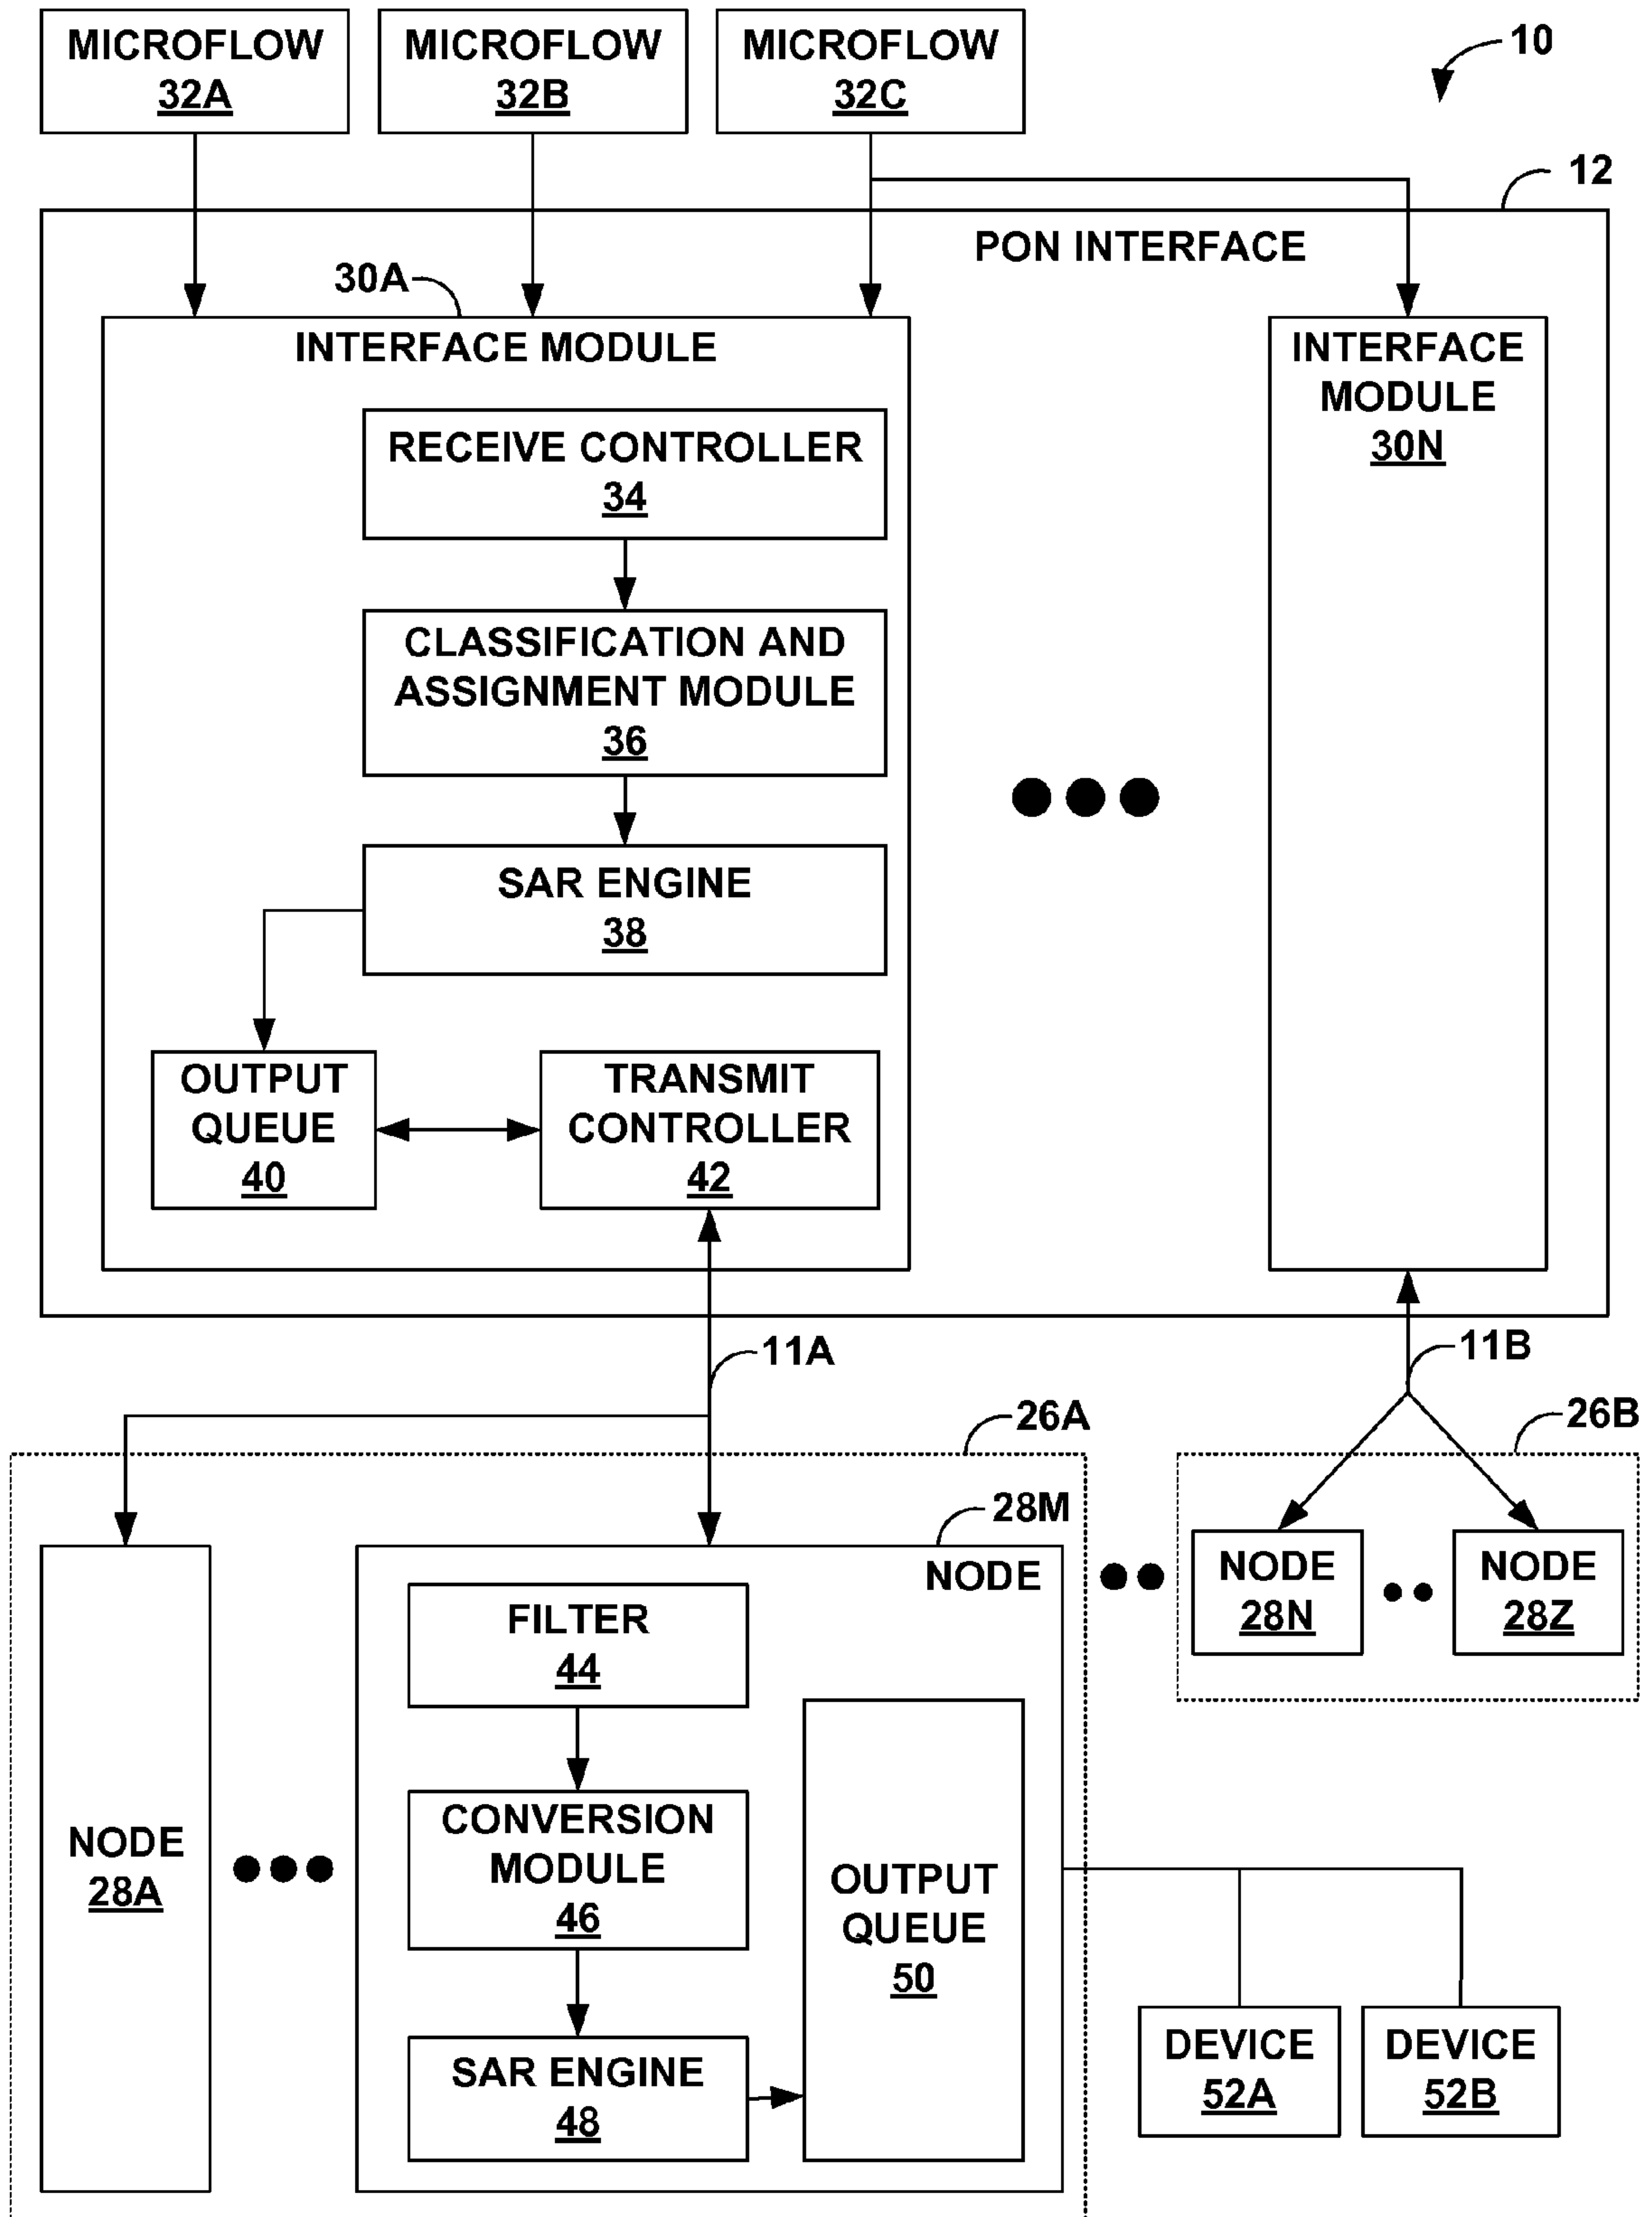 MICROFLOW
32A
MICROFLOW
32B
MICROFLOW
32C
10
12
PON INTERFACE
30A
INTERFACE MODULE
RECEIVE CONTROLLER
34
CLASSIFICATION AND
ASSIGNMENT MODULE
36
SAR ENGINE
38
OUTPUT
QUEUE
40
TRANSMIT
CONTROLLER
42
INTERFACE
MODULE
30N
11A
11B
26A
26B
28M
NODE
FILTER
44
CONVERSION
MODULE
46
SAR ENGINE
48
OUTPUT
QUEUE
50
NODE
28A
NODE
28N
NODE
28Z
DEVICE
52A
DEVICE
52B